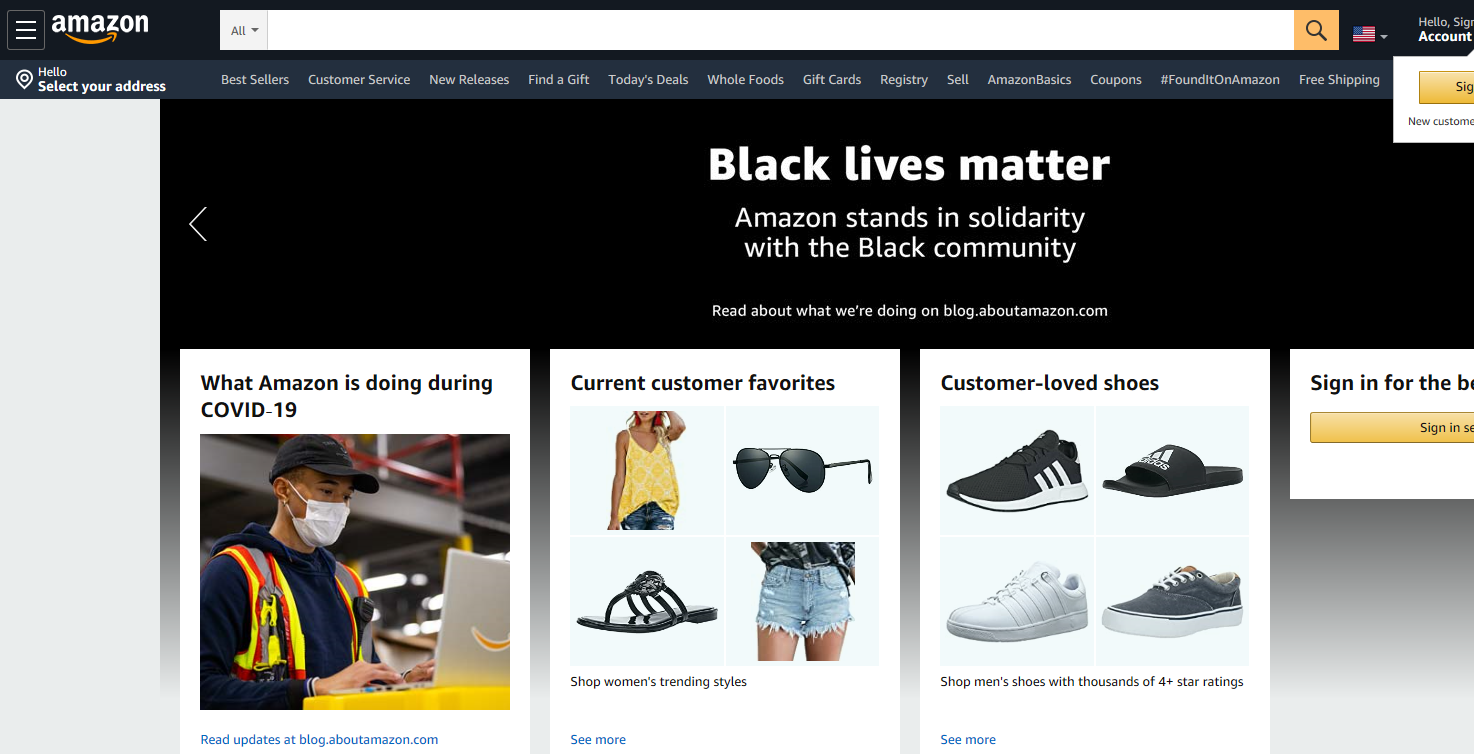 amazon
All
Hello, Sign
Account
Hello
Select your address
Best Sellers Customer Service New Releases Find a Gift Today's Deals Whole Foods Gift Cards Registry Sell AmazonBasics Coupons #FoundItOnAmazon Free Shipping
Sig
New custome
Black lives matter
Amazon stands in solidarity
with the Black community
Read about what we’re doing on blog.aboutamazon.com
What Amazon is doing during
COVID-19
Read updates at blog.aboutamazon.com
Current customer favorites
Shop women's trending styles
See more
Customer-loved shoes
adidas
Shop men's shoes with thousands of 4+ star ratings
See more
Sign in for the be
Sign in se